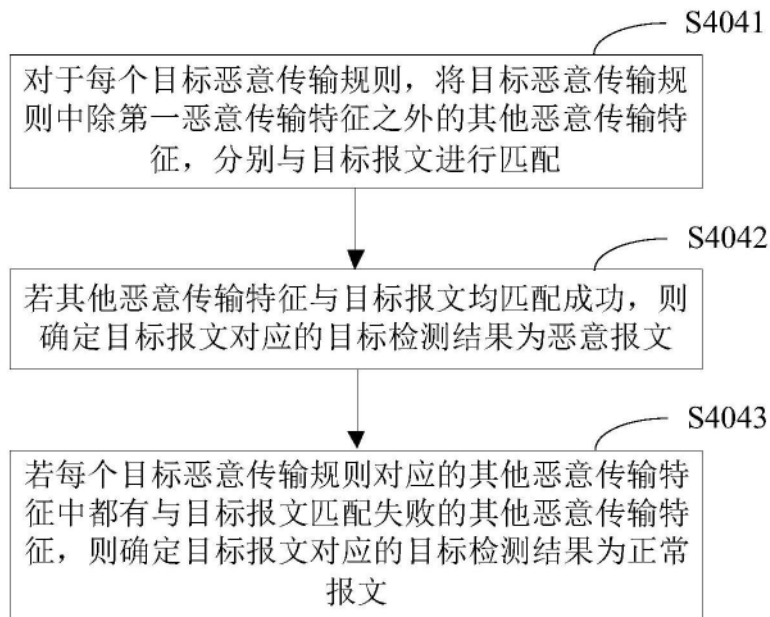 S4041
对于每个目标恶意传输规则，将目标恶意传输规
则中除第一恶意传输特征之外的其他恶意传输特
征，分别与目标报文进行匹配
S4042
若其他恶意传输特征与目标报文均匹配成功，则
确定目标报文对应的目标检测结果为恶意报文
S4043
若每个目标恶意传输规则对应的其他恶意传输特
征中都有与目标报文匹配失败的其他恶意传输特
征，则确定目标报文对应的目标检测结果为正常
报文